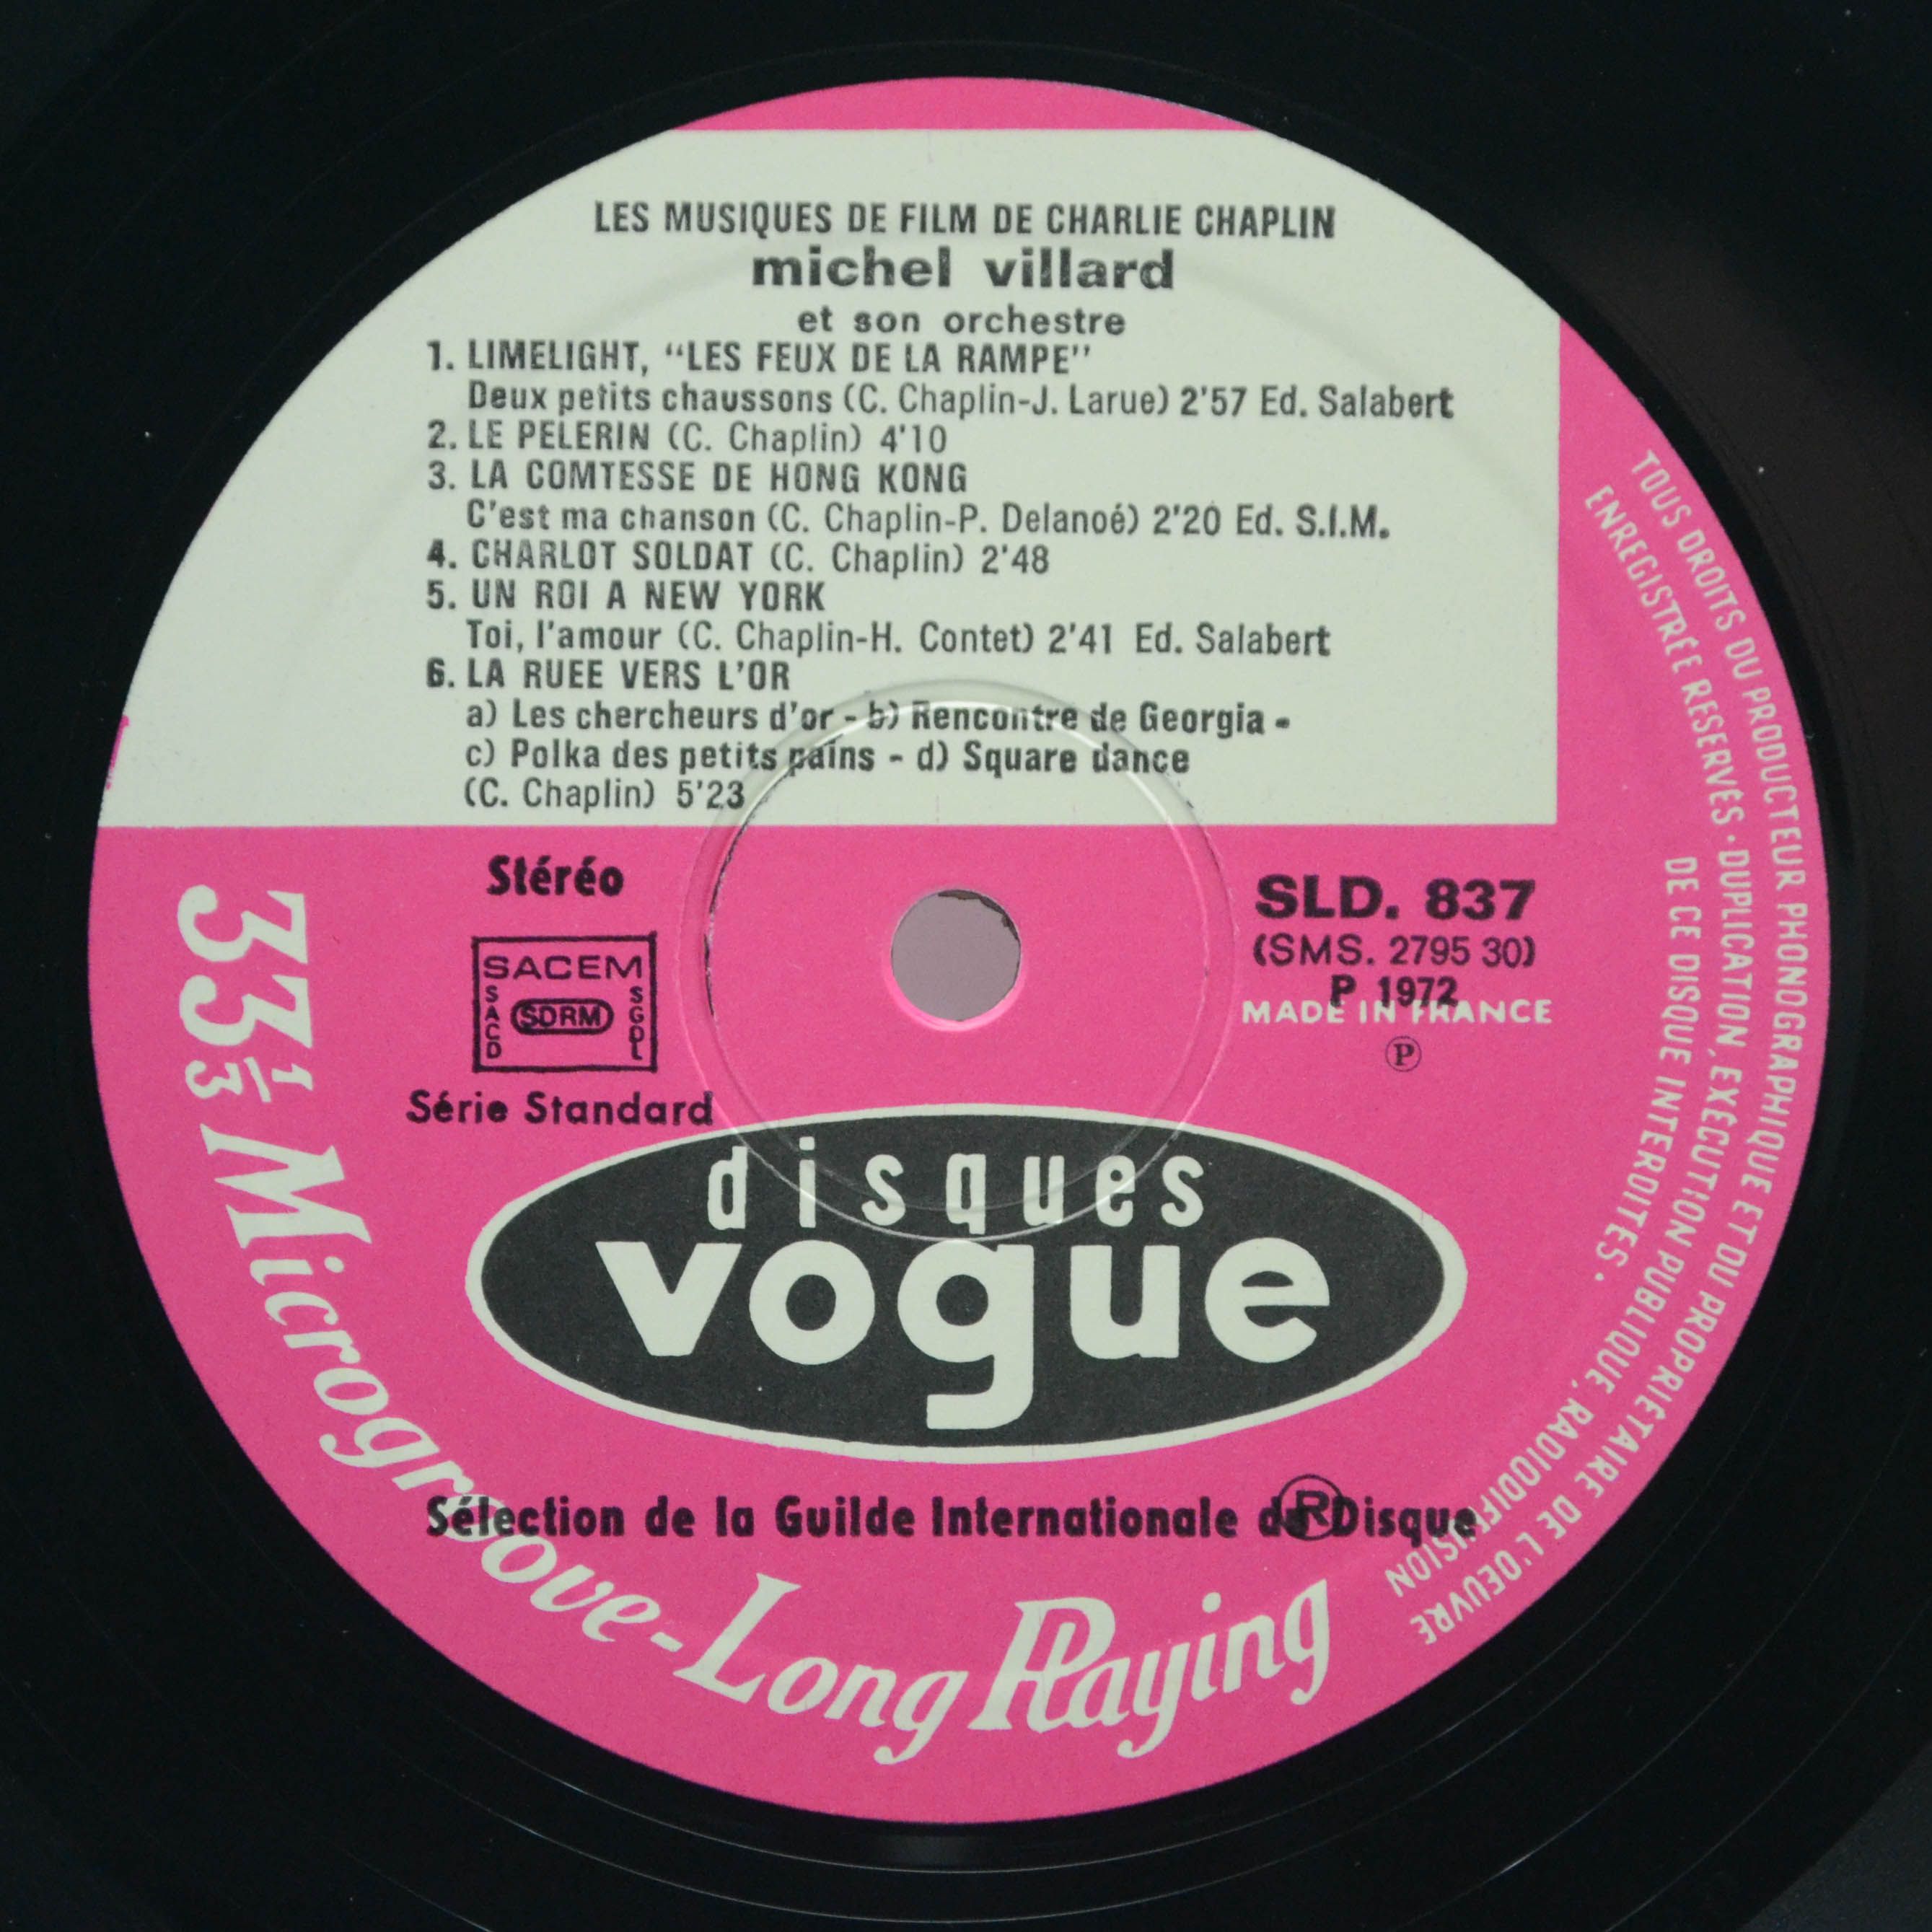 LES MUSIQUES DE FILM DE CHARLIE CHAPLIN
michel villard
et son orchestre
1. LIMELIGHT, "LES FEUX DE LA RAMPE"
Deux petits chaussons (C. Chaplin-J. Larue) 2'57 Ed. Salabert
2. LE PELERIN (C. Chaplin) 4'10
3. LA COMTESSE DE HONG KONG
C'est ma chanson (C. Chaplin-P. Delanoé) 2'20 Ed. S.I.M.
4. CHARLOT SOLDAT (C. Chaplin) 2'48
5. UN ROI A NEW YORK
Toi, l'amour (C. Chaplin-H. Contet) 2'41 Ed. Salabert
6. LA RUEE VERS L'OR
a) Les chercheurs d'or - b) Rencontre de Georgia -
c) Polka des petits pains - d) Square dance
(C. Chaplin) 5'23
Stéréo
SACEM
SACD
SDRM
SGDL
Série Standard
SLD. 837
(SMS. 2795 30)
P 1972
MADE IN FRANCE
Ⓟ
disques
vogue
Sélection de la Guilde Internationale du Disque
®
33 1/3 Microgroove-Long Playing
TOUS DROITS DU PRODUCTEUR PHONOGRAPHIQUE ET DU PROPRIÉTAIRE DE L'OEUVRE
ENREGISTRÉE RESERVÉS · DUPLICATION, EXÉCUTION PUBLIQUE, RADIODIFFUSION
DE CE DISQUE INTERDITES.